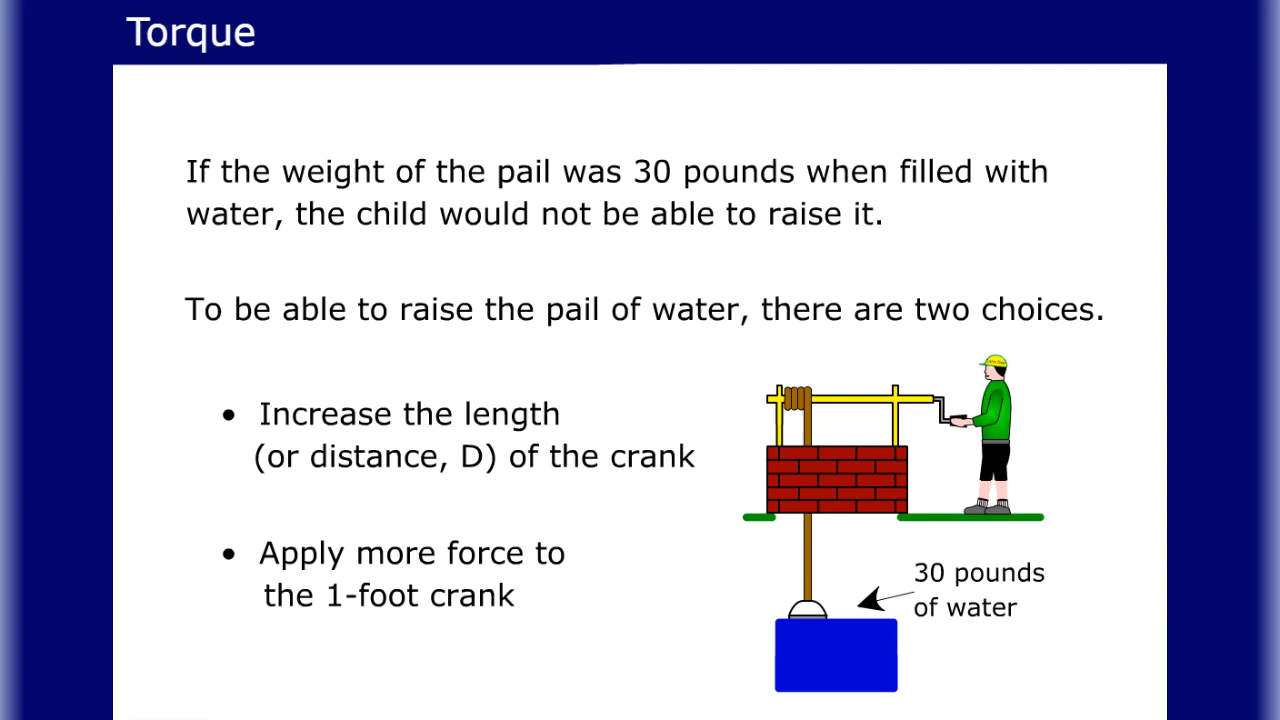 Torque
If the weight of the pail was 30 pounds when filled with
water, the child would not be able to raise it.
To be able to raise the pail of water, there are two choices.
• Increase the length
(or distance, D) of the crank
• Apply more force to
the 1-foot crank
30 pounds
of water